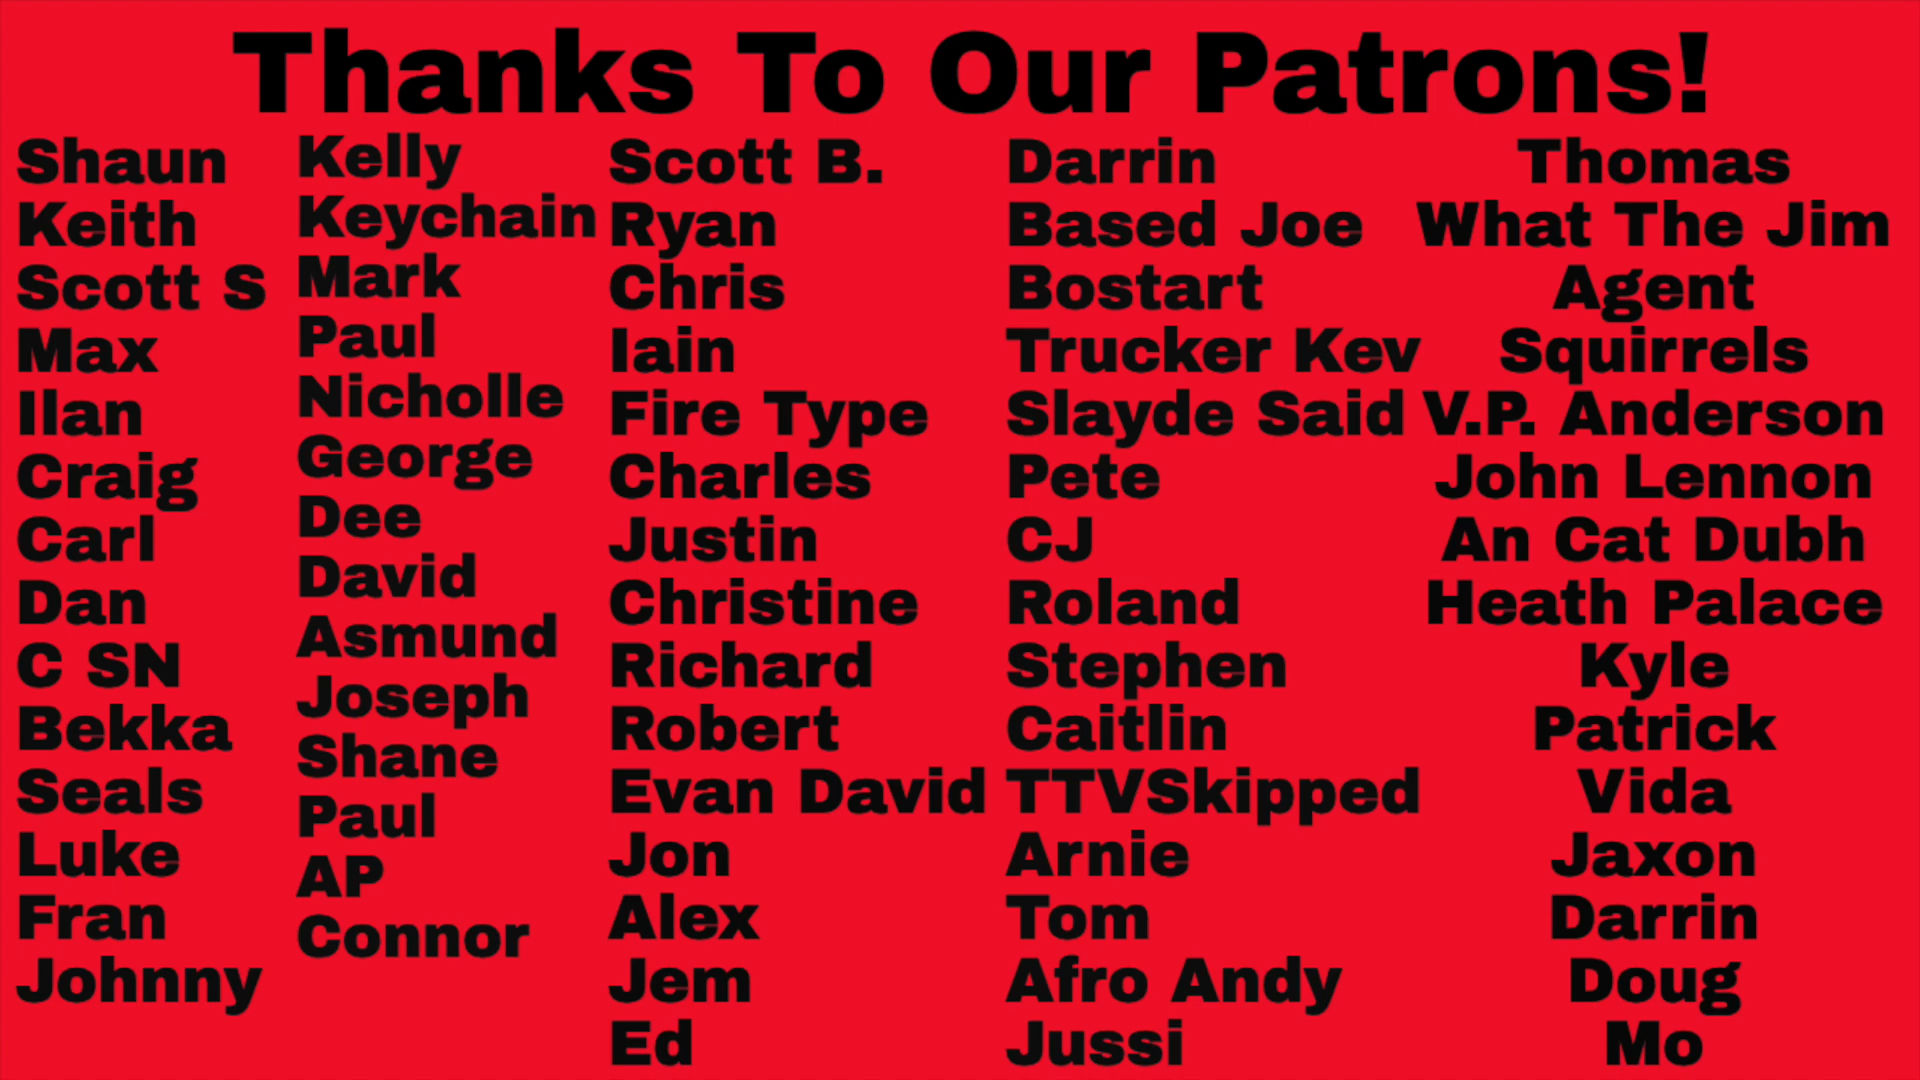 Thanks To Our Patrons!
Shaun
Keith
Scott S
Max
Ilan
Craig
Carl
Dan
C SN
Bekka
Seals
Luke
Fran
Johnny
Kelly
Keychain
Mark
Paul
Nicholle
George
Dee
David
Asmund
Joseph
Shane
Paul
AP
Connor
Scott B.
Ryan
Chris
Iain
Fire Type
Charles
Justin
Christine
Richard
Robert
Evan David
Jon
Alex
Jem
Ed
Darrin
Based Joe
Bostart
Trucker Kev
Slayde Said
Pete
CJ
Roland
Stephen
Caitlin
TTVSkipped
Arnie
Tom
Afro Andy
Jussi
Thomas
What The Jim
Agent
Squirrels
V.P. Anderson
John Lennon
An Cat Dubh
Heath Palace
Kyle
Patrick
Vida
Jaxon
Darrin
Doug
Mo